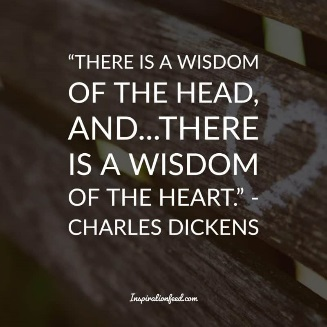 “THERE IS A WISDOM
OF THE HEAD,
AND...THERE
IS A WISDOM
OF THE HEART.” -
CHARLES DICKENS
Inspirationfeed.com